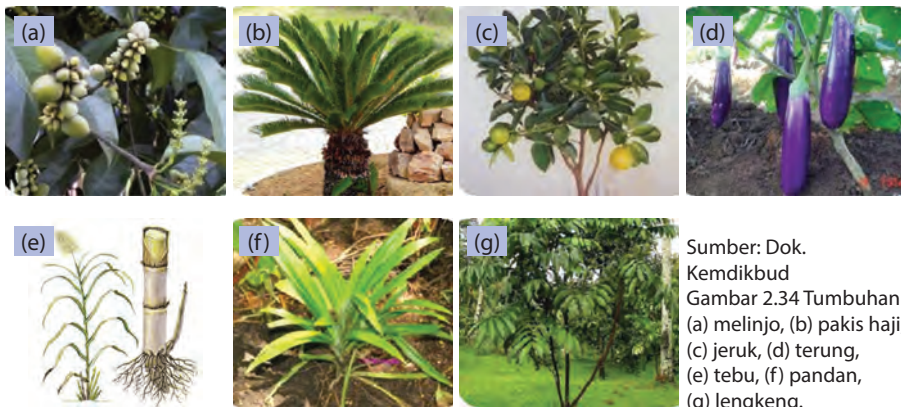 (a)
(b)
(c)
(d)
(e)
(f)
(g)
Sumber: Dok.
Kemdikbud
Gambar 2.34 Tumbuhan
(a) melinjo, (b) pakis haji
(c) jeruk, (d) terung,
(e) tebu, (f) pandan,
(g) lengkeng.